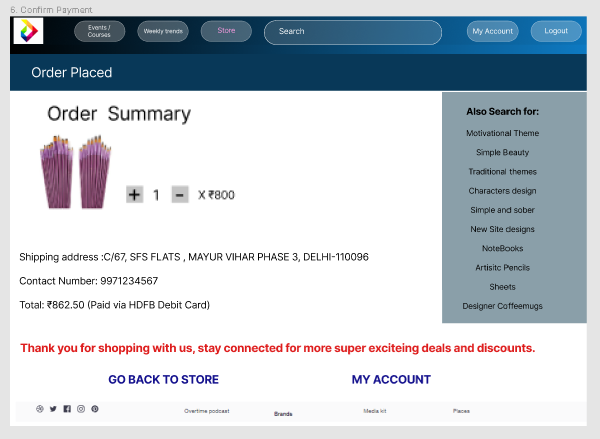 6. Confirm Payment
Events /
Courses
Weekly trends
Store
Search
My Account
Logout
Order Placed
Order Summary
+ 1 - X ₹800
Shipping address :C/67, SFS FLATS , MAYUR VIHAR PHASE 3, DELHI-110096
Contact Number: 9971234567
Total: ₹862.50 (Paid via HDFB Debit Card)
Also Search for:
Motivational Theme
Simple Beauty
Traditional themes
Characters design
Simple and sober
New Site designs
NoteBooks
Artisitc Pencils
Sheets
Designer Coffeemugs
Thank you for shopping with us, stay connected for more super exciteing deals and discounts.
GO BACK TO STORE
MY ACCOUNT
Overtime podcast
Brands
Media kit
Places